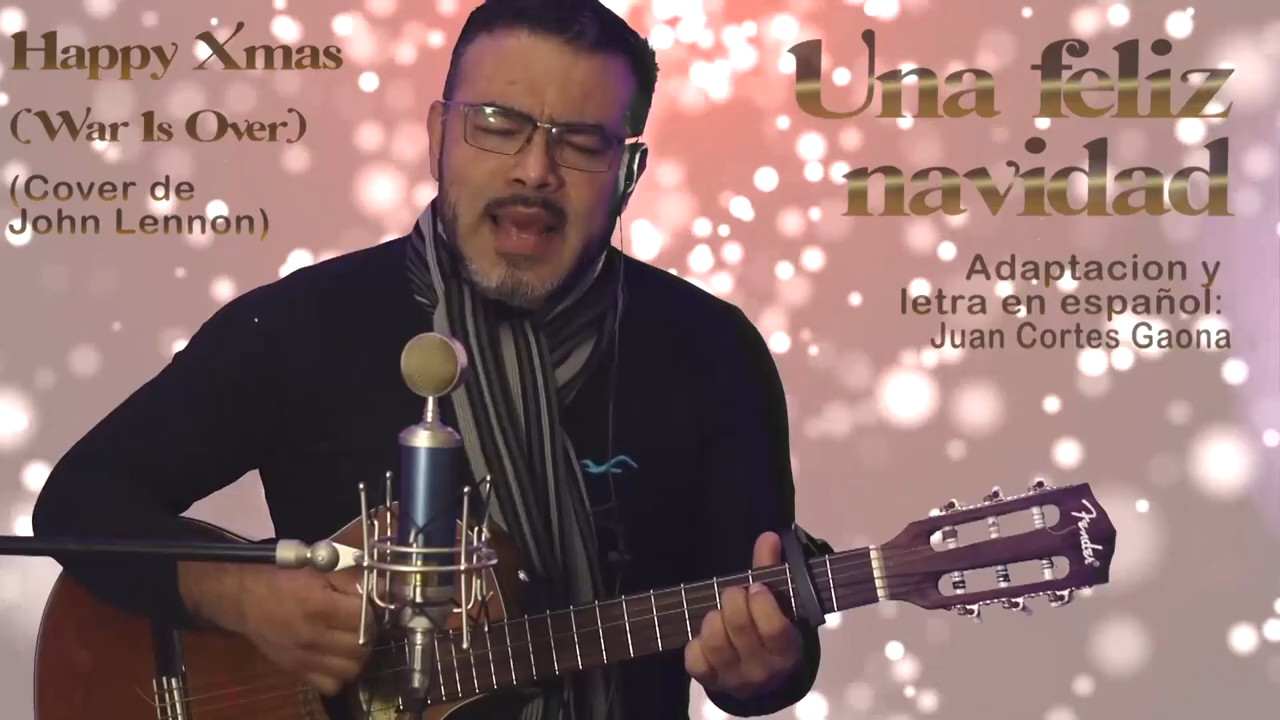 Happy Xmas
(War Is Over)
(Cover de
John Lennon)
Una feliz
navidad
Adaptacion y
letra en español:
Juan Cortes Gaona
Fender